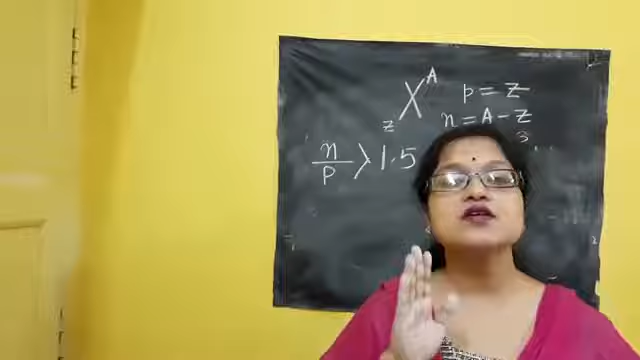 X A p = Z
Z n = A - Z
n/p > 1.5